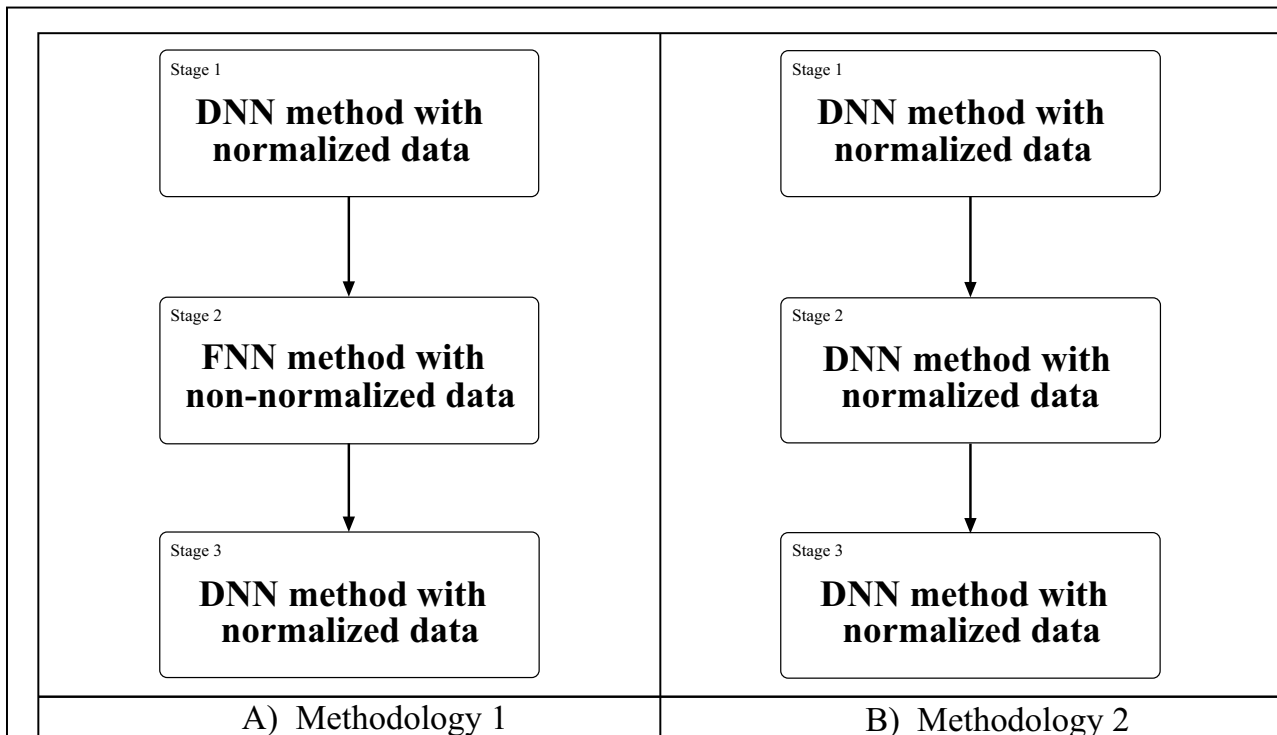 Stage 1
DNN method with
normalized data
Stage 2
FNN method with
non-normalized data
Stage 3
DNN method with
normalized data
A) Methodology 1
Stage 1
DNN method with
normalized data
Stage 2
DNN method with
normalized data
Stage 3
DNN method with
normalized data
B) Methodology 2